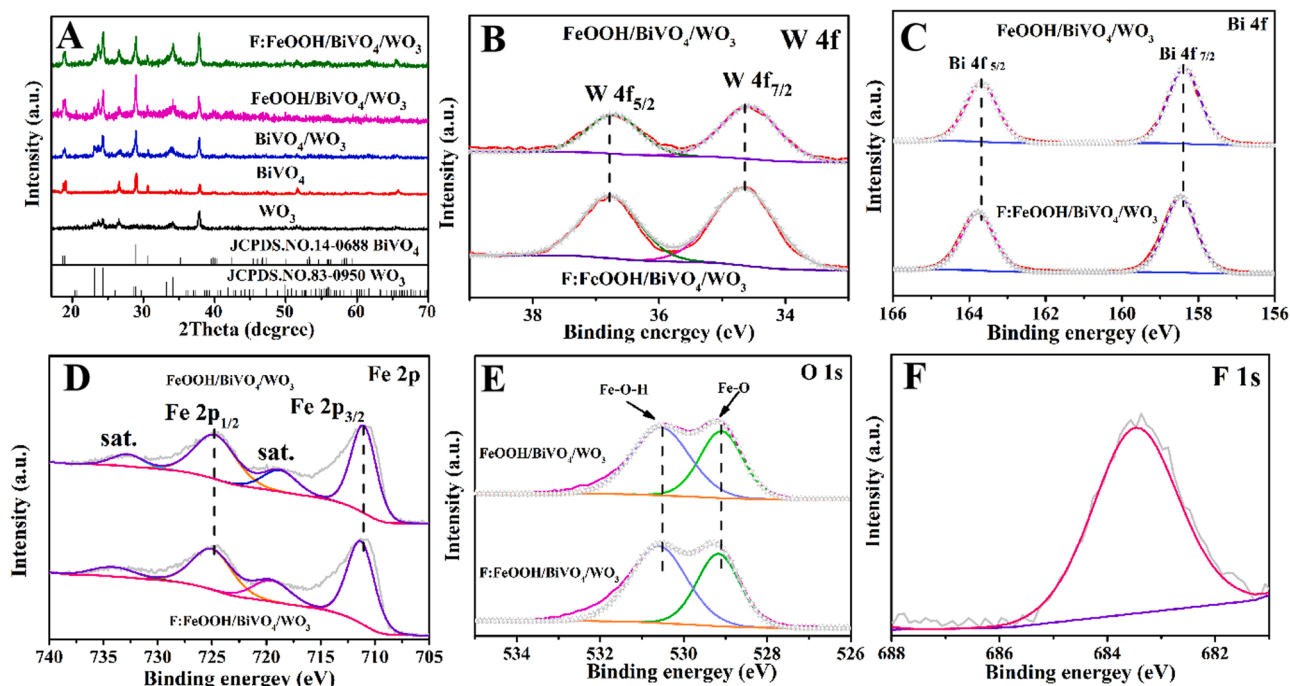 A
F:FeOOH/BiVO4/WO3
FeOOH/BiVO4/WO3
BiVO4/WO3
BiVO4
WO3
JCPDS.NO.14-0688 BiVO4
JCPDS.NO.83-0950 WO3
20 30 40 50 60 70
2Theta (degree)
Intensity (a.u.)
B
FeOOH/BiVO4/WO3
W 4f
W 4f5/2
W 4f7/2
F:FeOOH/BiVO4/WO3
38 36 34
Binding energey (eV)
Intensity (a.u.)
C
FeOOH/BiVO4/WO3
Bi 4f
Bi 4f 5/2
Bi 4f 7/2
F:FeOOH/BiVO4/WO3
166 164 162 160 158 156
Binding energey (eV)
Intensity (a.u.)
D
FeOOH/BiVO4/WO3
Fe 2p
Fe 2p1/2
Fe 2p3/2
sat.
sat.
F:FeOOH/BiVO4/WO3
740 735 730 725 720 715 710 705
Binding energey (eV)
Intensity (a.u.)
E
O 1s
Fe-O-H
Fe-O
FeOOH/BiVO4/WO3
F:FeOOH/BiVO4/WO3
534 532 530 528 526
Binding energey (eV)
Intensity (a.u.)
F
F 1s
688 686 684 682
Binding energey (eV)
Intensity (a.u.)